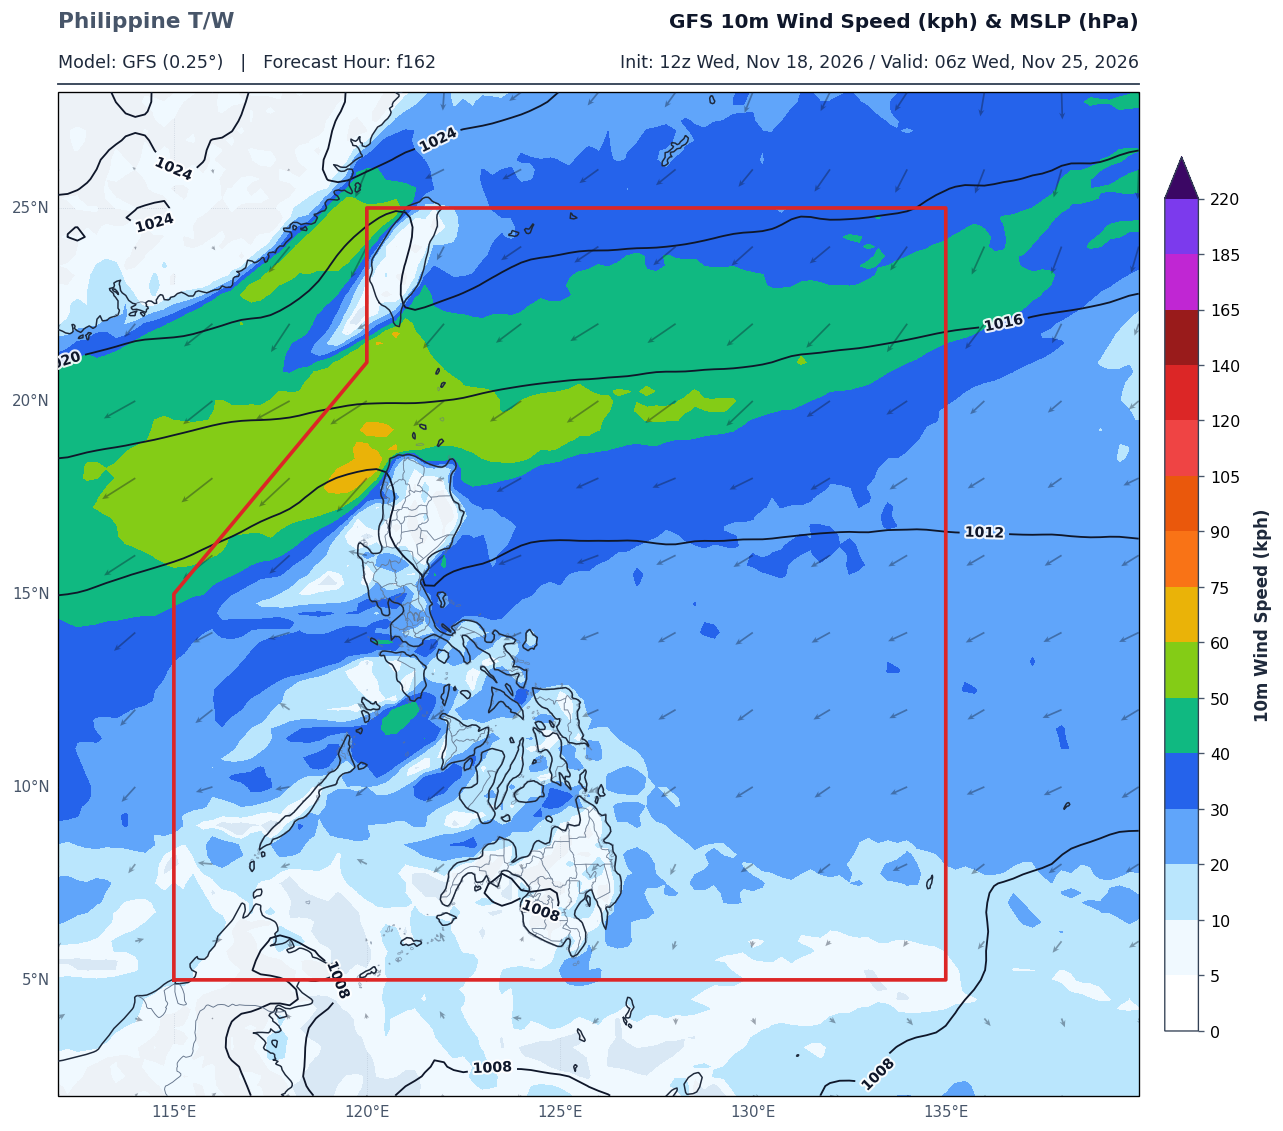 Philippine T/W
GFS 10m Wind Speed (kph) & MSLP (hPa)
Model: GFS (0.25°) | Forecast Hour: f162
Init: 12z Wed, Nov 18, 2026 / Valid: 06z Wed, Nov 25, 2026
1024
1024
1024
1016
1012
1008
1008
1008
1008
25°N
20°N
15°N
10°N
5°N
115°E
120°E
125°E
130°E
135°E
220
185
165
140
120
105
90
75
60
50
40
30
20
10
5
0
10m Wind Speed (kph)